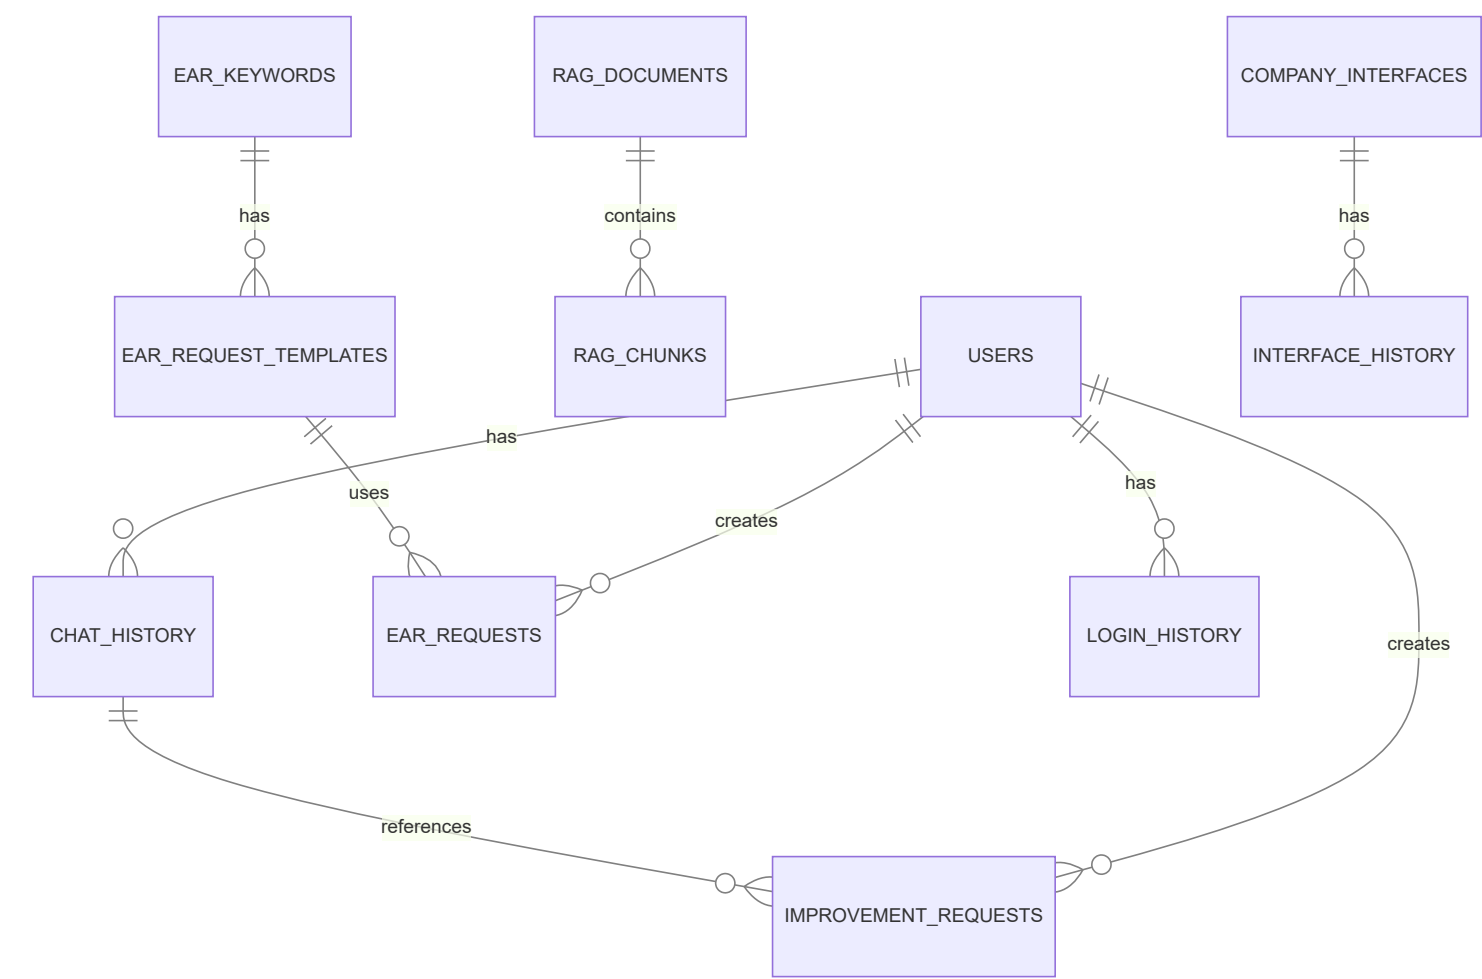 EAR_KEYWORDS
RAG_DOCUMENTS
COMPANY_INTERFACES
has
contains
has
EAR_REQUEST_TEMPLATES
RAG_CHUNKS
USERS
INTERFACE_HISTORY
has
uses
creates
has
CHAT_HISTORY
EAR_REQUESTS
LOGIN_HISTORY
creates
references
IMPROVEMENT_REQUESTS